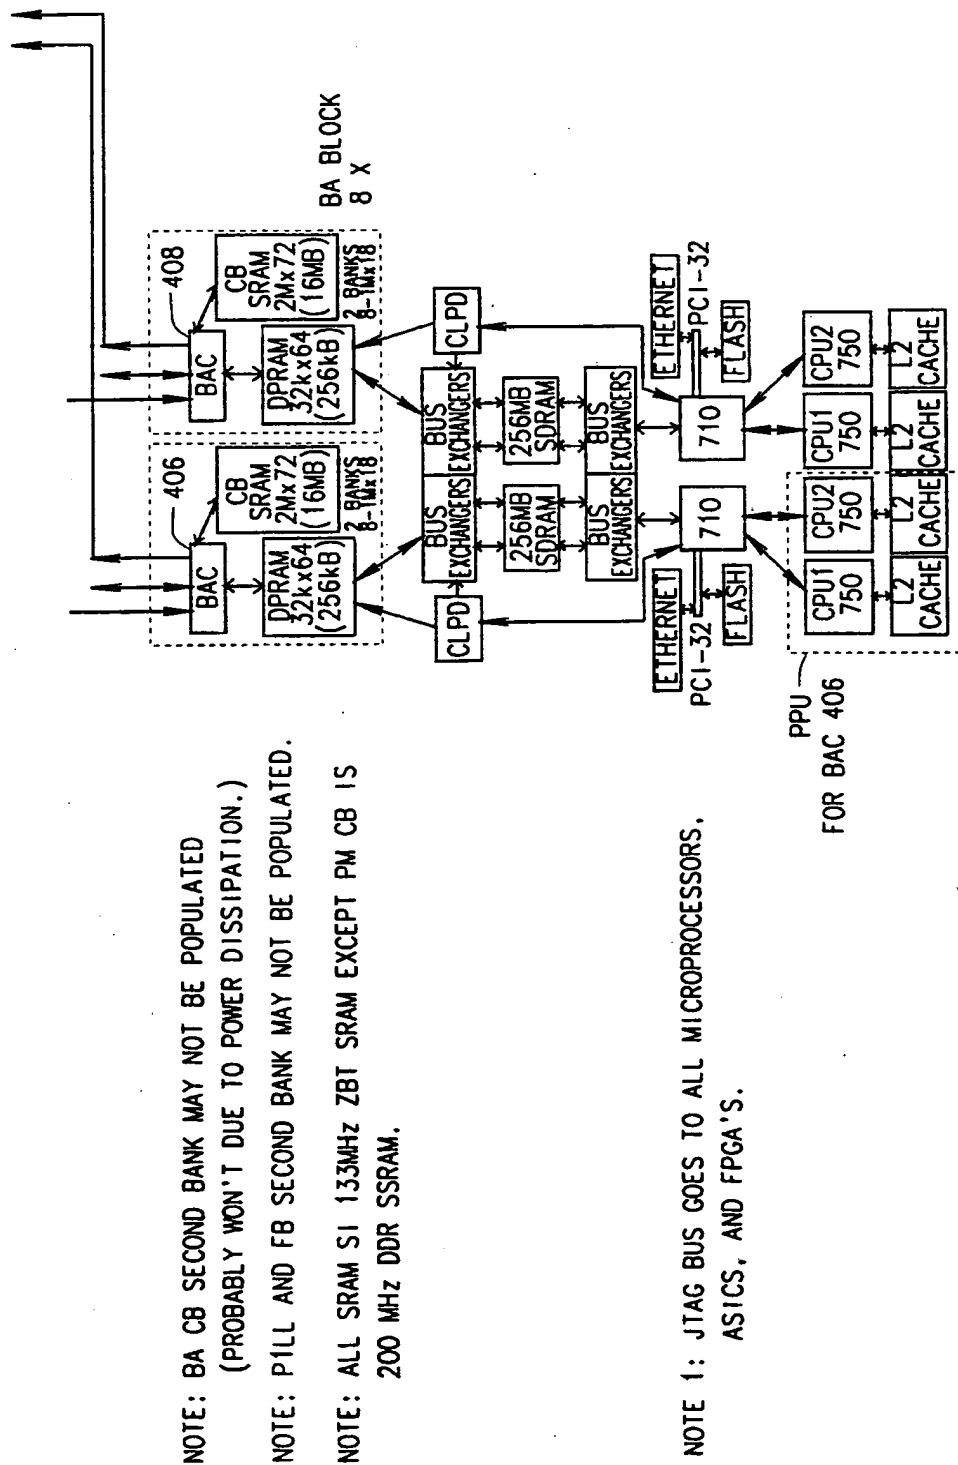 BA BLOCK
8 X
406
BAC
CB
SRAM
2Mx72
(16MB)
2 BANKS
8-1Mx18
DPRAM
32kx64
(256kB)
408
BAC
CB
SRAM
2Mx72
(16MB)
2 BANKS
8-1Mx18
DPRAM
32kx64
(256kB)
CLPD
BUS
EXCHANGERS
BUS
EXCHANGERS
CLPD
256MB
SDRAM
256MB
SDRAM
BUS
EXCHANGERS
BUS
EXCHANGERS
ETHERNET
PCI-32
FLASH
710
710
ETHERNET
PCI-32
FLASH
PPU
FOR BAC 406
CPU1
750
CPU2
750
CPU1
750
CPU2
750
L2
CACHE
L2
CACHE
L2
CACHE
L2
CACHE
NOTE: BA CB SECOND BANK MAY NOT BE POPULATED
(PROBABLY WON'T DUE TO POWER DISSIPATION.)
NOTE: P1LL AND FB SECOND BANK MAY NOT BE POPULATED.
NOTE: ALL SRAM SI 133MHz ZBT SRAM EXCEPT PM CB IS
200 MHz DDR SSRAM.
NOTE 1: JTAG BUS GOES TO ALL MICROPROCESSORS,
ASICS, AND FPGA'S.